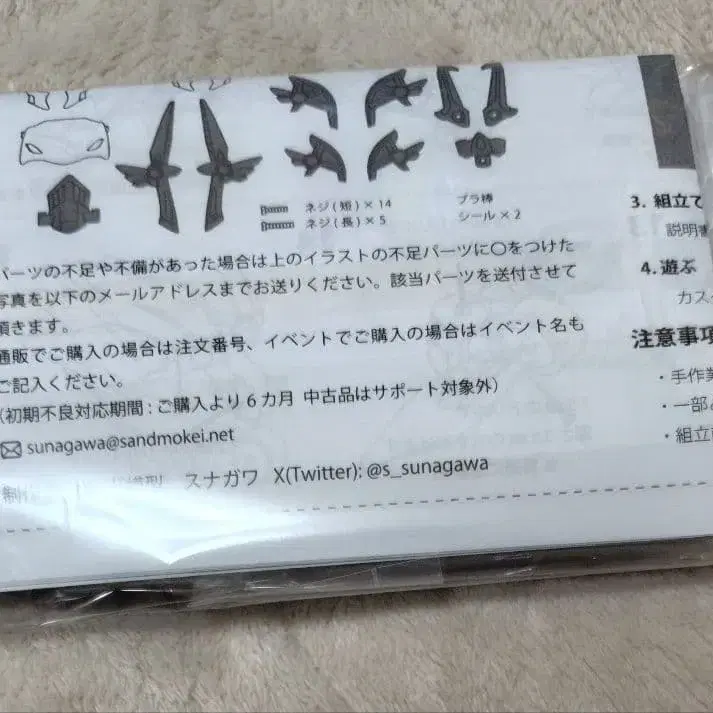 ネジ(短)×14
ネジ(長)×5
プラ棒
シール×2
パーツの不足や不備があった場合は上のイラストの不足パーツに〇をつけた
写真を以下のメールアドレスまでお送りください。該当パーツを送付させて
頂きます。
通販でご購入の場合は注文番号、イベントでご購入の場合はイベント名も
ご記入ください。
(初期不良対応期間:ご購入より6カ月 中古品はサポート対象外)
sunagawa@sandmokei.net
スナガワ X(Twitter): @s_sunagawa
3. 組立て
説明書
4. 遊ぶ
カス
注意事項
・手作業
・一部
・組立